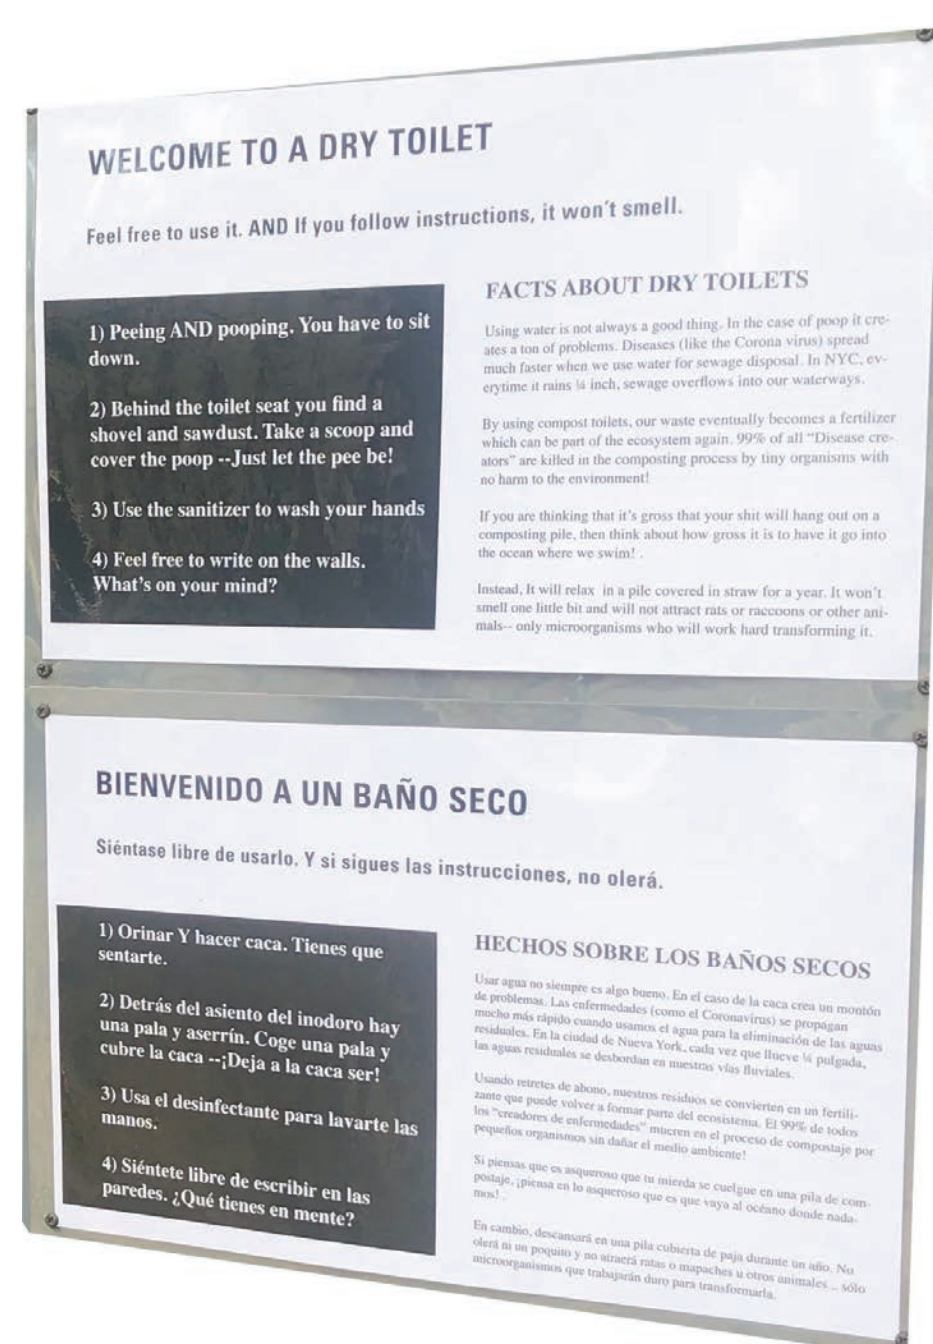 WELCOME TO A DRY TOILET
Feel free to use it. AND If you follow instructions, it won't smell.
1) Peeing AND pooping. You have to sit
down.
2) Behind the toilet seat you find a
shovel and sawdust. Take a scoop and
cover the poop --Just let the pee be!
3) Use the sanitizer to wash your hands
4) Feel free to write on the walls.
What's on your mind?
FACTS ABOUT DRY TOILETS
Using water is not always a good thing. In the case of poop it cre-
ates a ton of problems. Diseases (like the Corona virus) spread
much faster when we use water for sewage disposal. In NYC, ev-
erytime it rains ¼ inch, sewage overflows into our waterways.
By using compost toilets, our waste eventually becomes a fertilizer
which can be part of the ecosystem again. 99% of all "Disease cre-
ators" are killed in the composting process by tiny organisms with
no harm to the environment!
If you are thinking that it's gross that your shit will hang out on a
composting pile, then think about how gross it is to have it go into
the ocean where we swim! .
Instead, It will relax in a pile covered in straw for a year. It won't
smell one little bit and will not attract rats or raccoons or other ani-
mals-- only microorganisms who will work hard transforming it.
BIENVENIDO A UN BAÑO SECO
Siéntase libre de usarlo. Y si sigues las instrucciones, no olerá.
1) Orinar Y hacer caca. Tienes que
sentarte.
2) Detrás del asiento del inodoro hay
una pala y aserrín. Coge una pala y
cubre la caca --¡Deja a la caca ser!
3) Usa el desinfectante para lavarte las
manos.
4) Siéntete libre de escribir en las
paredes. ¿Qué tienes en mente?
HECHOS SOBRE LOS BAÑOS SECOS
Usar agua no siempre es algo bueno. En el caso de la caca crea un montón
de problemas. Las enfermedades (como el Coronavirus) se propagan
mucho más rápido cuando usamos el agua para la eliminación de las aguas
residuales. En la ciudad de Nueva York, cada vez que llueve ¼ pulgada,
las aguas residuales se desbordan en nuestras vías fluviales.
Usando retretes de abono, nuestros residuos se convierten en un fertili-
zante que puede volver a formar parte del ecosistema. El 99% de todos
los "creadores de enfermedades" mueren en el proceso de compostaje por
pequeños organismos sin dañar el medio ambiente!
Si piensas que es asqueroso que tu mierda se cuelgue en una pila de com-
postaje, ¡piensa en lo asqueroso que es que vaya al océano donde nada-
mos! .
En cambio, descansará en una pila cubierta de paja durante un año. No
olerá ni un poquito y no atraerá ratas o mapaches u otros animales -- sólo
microorganismos que trabajarán duro para transformarla.